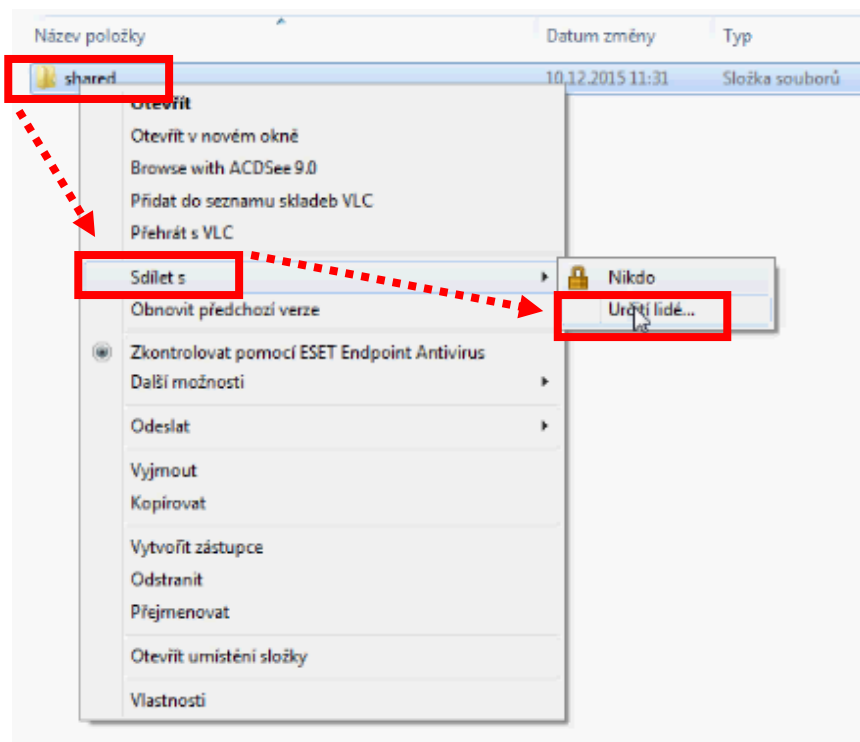 Název položky Datum změny Typ
shared 10.12.2015 11:31 Složka souborů
Otevřít
Otevřít v novém okně
Browse with ACDSee 9.0
Přidat do seznamu skladeb VLC
Přehrát s VLC
Sdílet s
Nikdo
Obnovit předchozí verze
Určití lidé...
Zkontrolovat pomocí ESET Endpoint Antivirus
Další možnosti
Odeslat
Vyjmout
Kopírovat
Vytvořit zástupce
Odstranit
Přejmenovat
Otevřít umístění složky
Vlastnosti